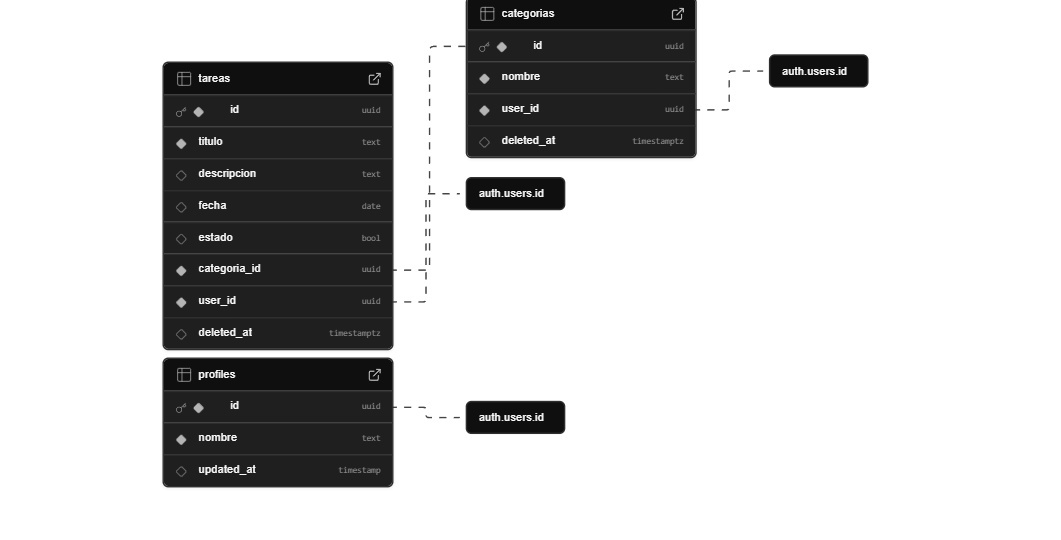 categorias
id uuid
nombre text
user_id uuid
deleted_at timestamptz
auth.users.id
tareas
id uuid
titulo text
descripcion text
fecha date
estado bool
categoria_id uuid
user_id uuid
deleted_at timestamptz
auth.users.id
profiles
id uuid
nombre text
updated_at timestamp
auth.users.id